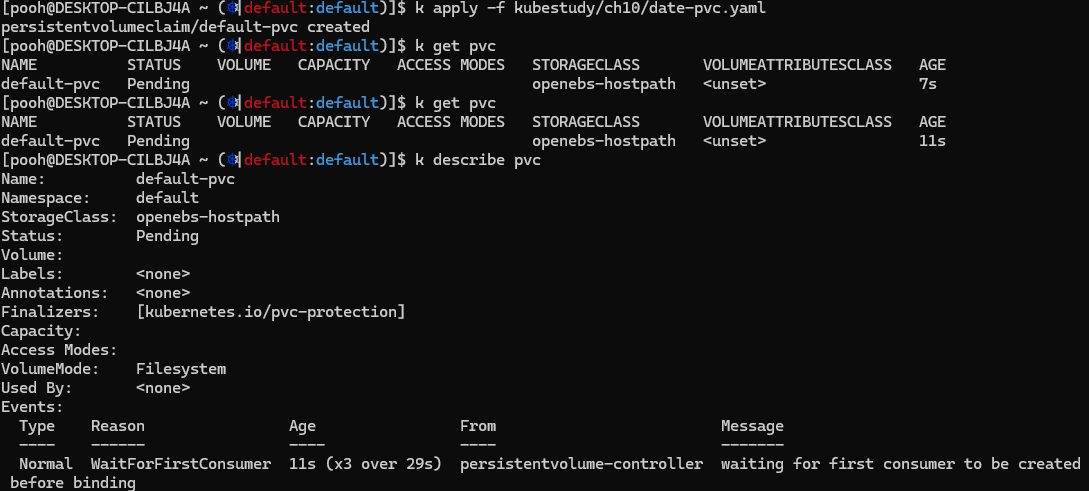 [pooh@DESKTOP-CILBJ4A ~ (⎈|default:default)]$ k apply -f kubestudy/ch10/date-pvc.yaml
persistentvolumeclaim/default-pvc created
[pooh@DESKTOP-CILBJ4A ~ (⎈|default:default)]$ k get pvc
NAME          STATUS    VOLUME   CAPACITY   ACCESS MODES   STORAGECLASS       VOLUMEATTRIBUTESCLASS   AGE
default-pvc   Pending                                      openebs-hostpath   <unset>                 7s
[pooh@DESKTOP-CILBJ4A ~ (⎈|default:default)]$ k get pvc
NAME          STATUS    VOLUME   CAPACITY   ACCESS MODES   STORAGECLASS       VOLUMEATTRIBUTESCLASS   AGE
default-pvc   Pending                                      openebs-hostpath   <unset>                 11s
[pooh@DESKTOP-CILBJ4A ~ (⎈|default:default)]$ k describe pvc
Name:          default-pvc
Namespace:     default
StorageClass:  openebs-hostpath
Status:        Pending
Volume:
Labels:        <none>
Annotations:   <none>
Finalizers:    [kubernetes.io/pvc-protection]
Capacity:
Access Modes:
VolumeMode:    Filesystem
Used By:       <none>
Events:
  Type    Reason                Age                From                         Message
  ----    ------                ----               ----                         -------
  Normal  WaitForFirstConsumer  11s (x3 over 29s)  persistentvolume-controller  waiting for first consumer to be created
 before binding